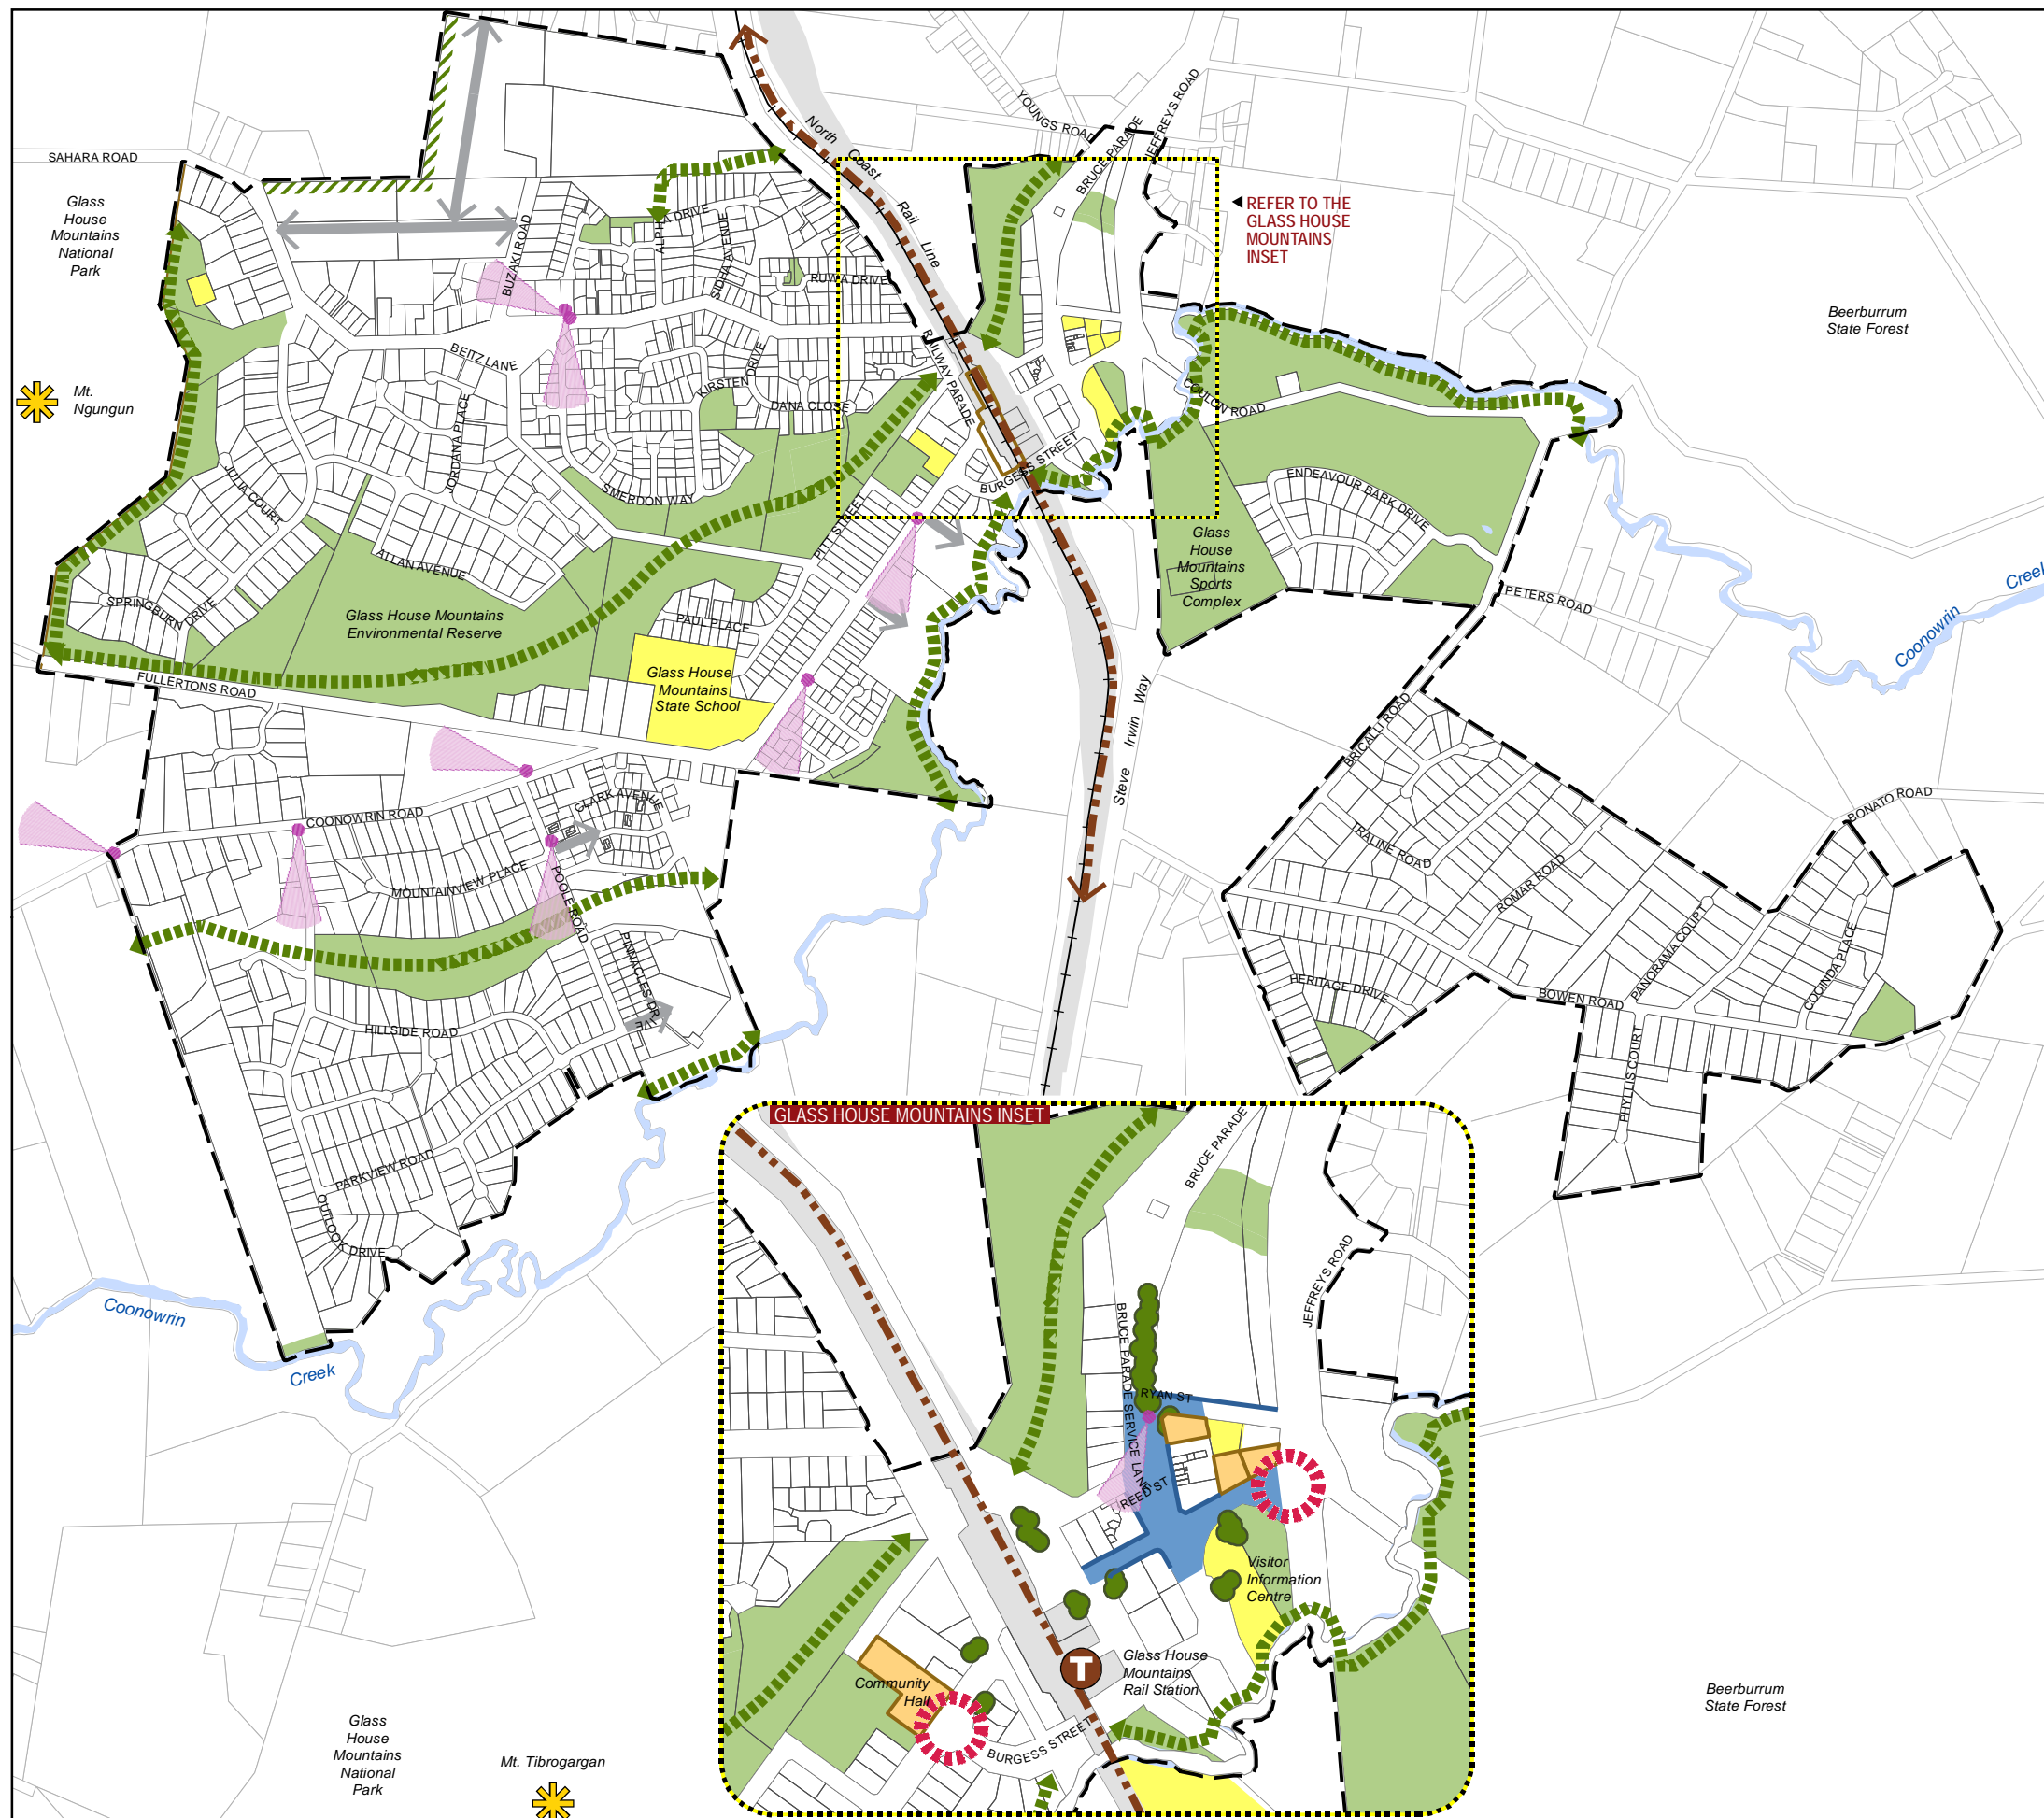 North
Coast
Rail
Line
YOUNGS ROAD
BRUCE PARADE
JEFFREYS ROAD
SAHARA ROAD
Glass
House
Mountains
National
Park
REFER TO THE
GLASS HOUSE
MOUNTAINS
INSET
ALPHA DRIVE
SIDHA AVENUE
BUZAKI ROAD
RUWA DRIVE
Beerburrum
State Forest
RAILWAY PARADE
BEITZ LANE
KIRSTEN DRIVE
DANA CLOSE
COULON ROAD
Mt.
Ngungun
JORDANA PLACE
JULIA COURT
SMERDON WAY
BURGESS STREET
ENDEAVOUR BARK DRIVE
PIT STREET
Glass
House
Mountains
Sports
Complex
ALLAN AVENUE
SPRINGBURN DRIVE
Glass House Mountains
Environmental Reserve
PAUL PLACE
PETERS ROAD
Coonowrin
Creek
FULLERTONS ROAD
Glass House
Mountains
State School
Steve Irwin Way
BRICALLI ROAD
CLARK AVENUE
COONOWRIN ROAD
BONATO ROAD
TRALINE ROAD
MOUNTAINVIEW PLACE
POOLE ROAD
ROMAR ROAD
PANORAMA COURT
COOINDA PLACE
PINNACLES DRIVE
HERITAGE DRIVE
BOWEN ROAD
HILLSIDE ROAD
PHYLLIS COURT
PARKVIEW ROAD
OUTLOOK DRIVE
Coonowrin
Creek
GLASS HOUSE MOUNTAINS INSET
BRUCE PARADE
JEFFREYS ROAD
BRUCE PARADE SERVICE LANE
RYAN ST
REED ST
Visitor
Information
Centre
T
Glass House
Mountains
Rail Station
Community
Hall
BURGESS STREET
Beerburrum
State Forest
Glass
House
Mountains
National
Park
Mt. Tibrogargan